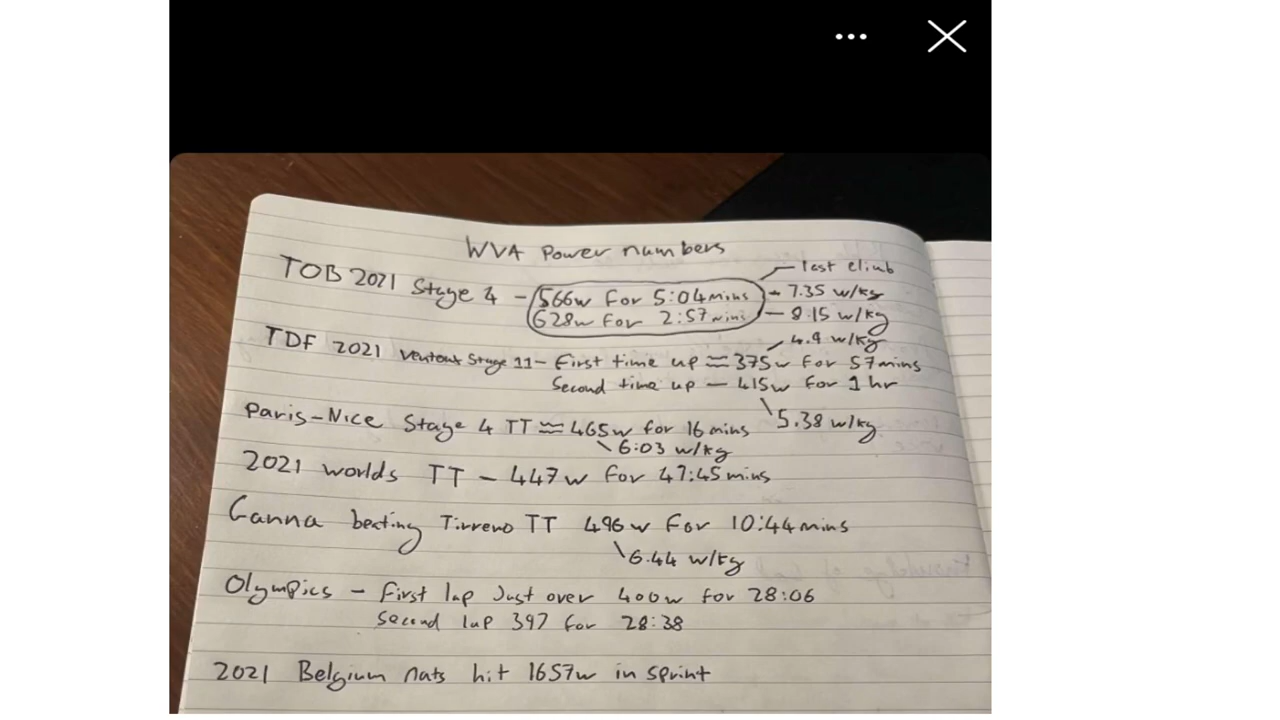 WVA Power numbers
last climb
TOB 2021 Stage 4 - 566w for 5:04mins - 7.35 w/kg
628w for 2:57mins - 8.15 w/kg
4.9 w/kg
TDF 2021 Ventoux Stage 11 - First time up ≈ 375w for 57mins
Second time up - 415w for 1hr
5.38 w/kg
Paris-Nice Stage 4 TT ≈ 465w for 16 mins
6.03 w/kg
2021 worlds TT - 447w for 47:45mins
Ganna beating Tirreno TT 496w for 10:44mins
6.44 w/kg
Olympics - first lap Just over 400w for 28:06
second lap 397 for 28:38
2021 Belgium nats hit 1657w in sprint